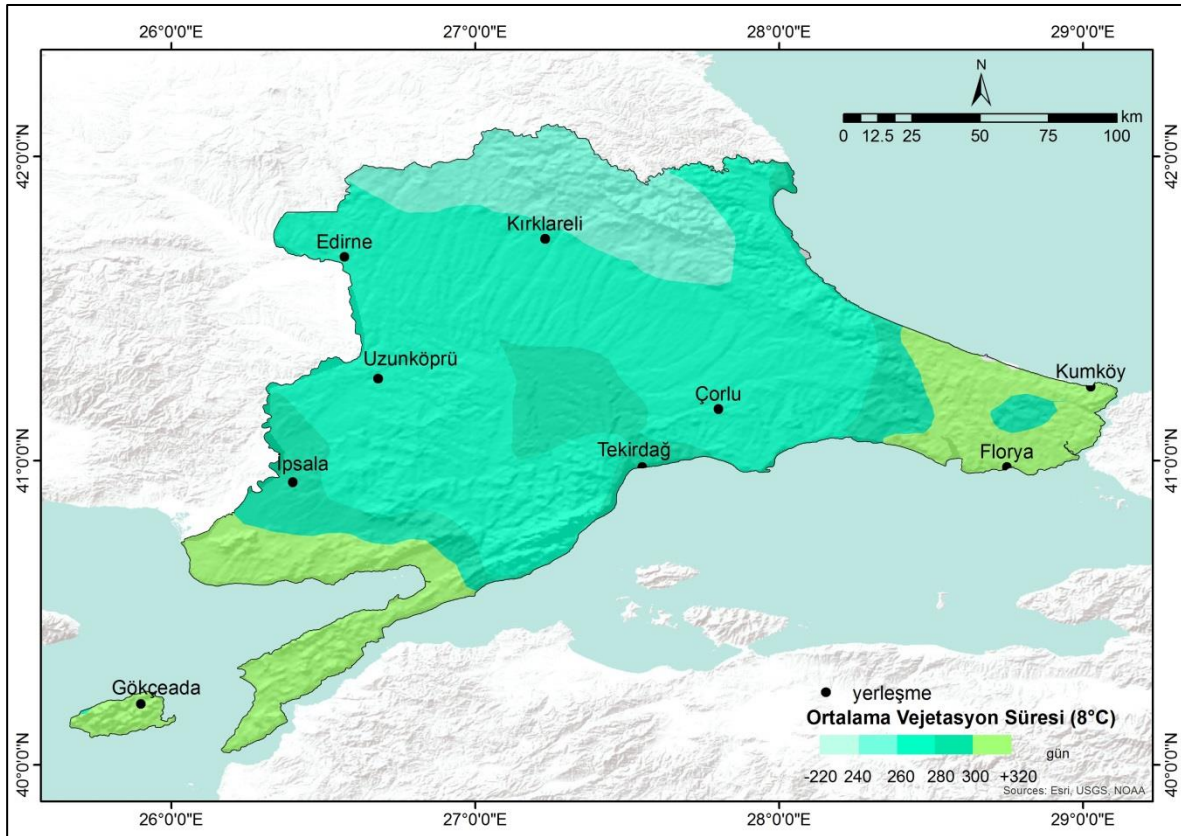 26°0'0"E 27°0'0"E 28°0'0"E 29°0'0"E
N
km
0 12.5 25 50 75 100
42°0'0"N 42°0'0"N
Kırklareli
Edirne
Uzunköprü
Kumköy
Çorlu
41°0'0"N Tekirdağ Florya 41°0'0"N
İpsala
Gökçeada
yerleşme
Ortalama Vejetasyon Süresi (8°C)
gün
-220 240 260 280 300 +320
40°0'0"N 40°0'0"N
Sources: Esri, USGS, NOAA
26°0'0"E 27°0'0"E 28°0'0"E 29°0'0"E